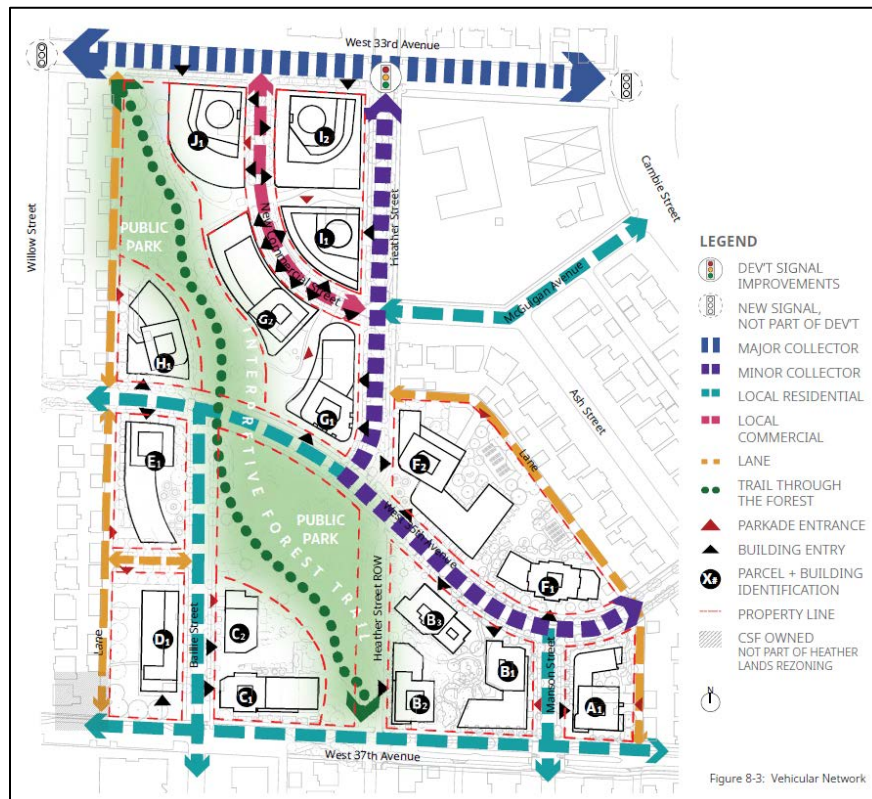 West 33rd Avenue
Willow Street
PUBLIC
PARK
J1
I2
I1
New Commercial Street
Heather Street
Cambie Street
McGuigan Avenue
Ash Street
G2
H1
G1
INTERPRETIVE FOREST TRAIL
E1
F2
Lane
PUBLIC
PARK
West 35th Avenue
F1
Heather Street ROW
D1
Baillie Street
Lane
C2
C1
B3
B1
B2
Manson Street
A1
West 37th Avenue
LEGEND
DEV'T SIGNAL
IMPROVEMENTS
NEW SIGNAL,
NOT PART OF DEV'T
MAJOR COLLECTOR
MINOR COLLECTOR
LOCAL RESIDENTIAL
LOCAL
COMMERCIAL
LANE
TRAIL THROUGH
THE FOREST
PARKADE ENTRANCE
BUILDING ENTRY
X#
PARCEL + BUILDING
IDENTIFICATION
PROPERTY LINE
CSF OWNED
NOT PART OF HEATHER
LANDS REZONING
N
Figure 8-3: Vehicular Network